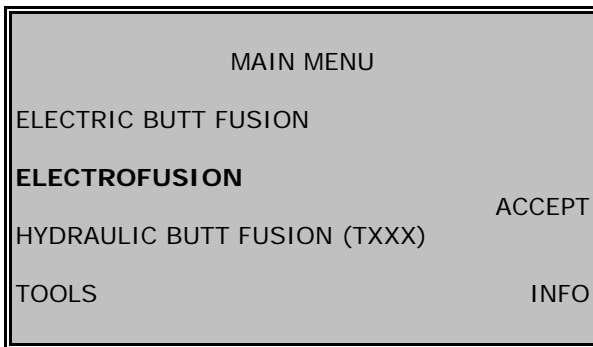 MAIN MENU
ELECTRIC BUTT FUSION
ELECTROFUSION
ACCEPT
HYDRAULIC BUTT FUSION (TXXX)
TOOLS INFO